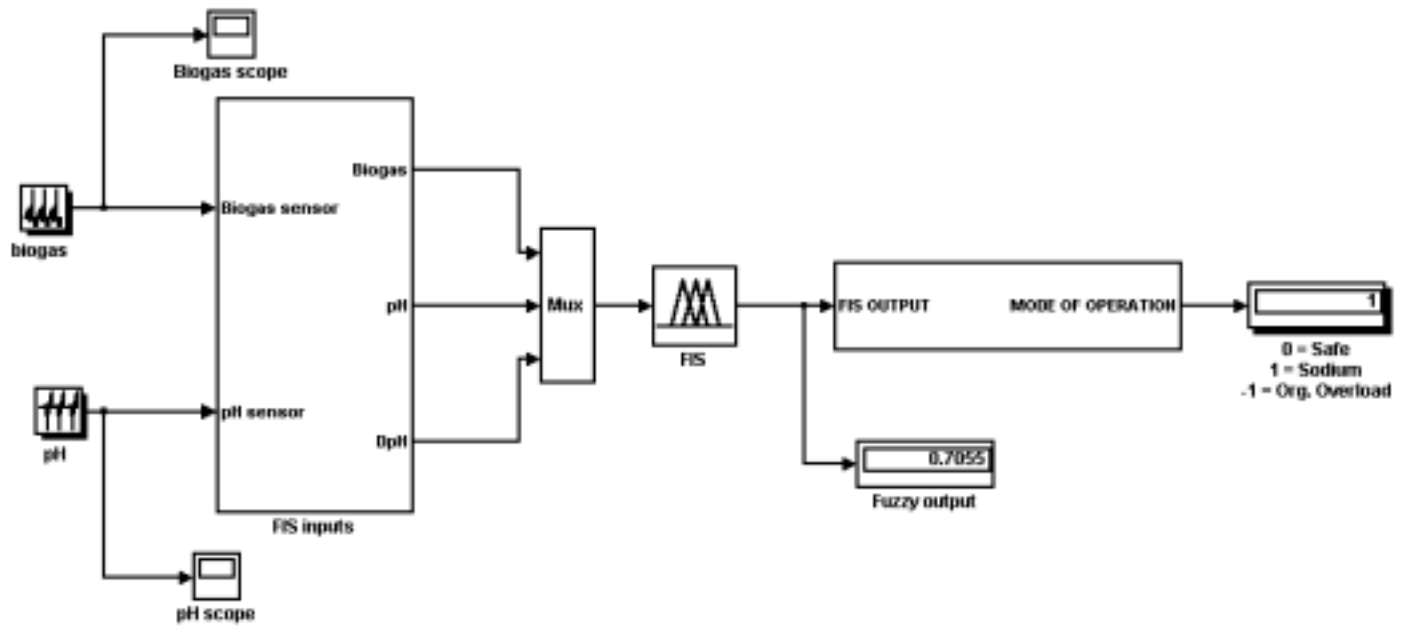 Biogas scope
Biogas
Biogas sensor
biogas
pH
Mux
FIS OUTPUT
MODE OF OPERATION
1
0 = Safe
1 = Sodium
-1 = Org. Overload
FIS
pH sensor
pH
DpH
0.7055
Fuzzy output
FIS inputs
pH scope